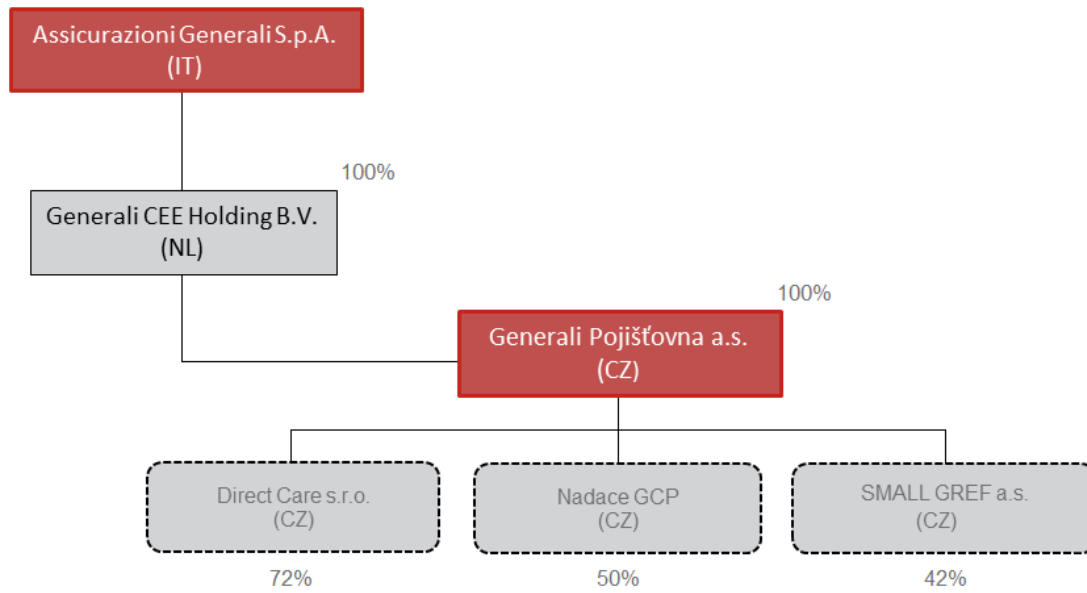 Assicurazioni Generali S.p.A.
(IT)
100%
Generali CEE Holding B.V.
(NL)
100%
Generali Pojišťovna a.s.
(CZ)
Direct Care s.r.o.
(CZ)
Nadace GCP
(CZ)
SMALL GREF a.s.
(CZ)
72%
50%
42%